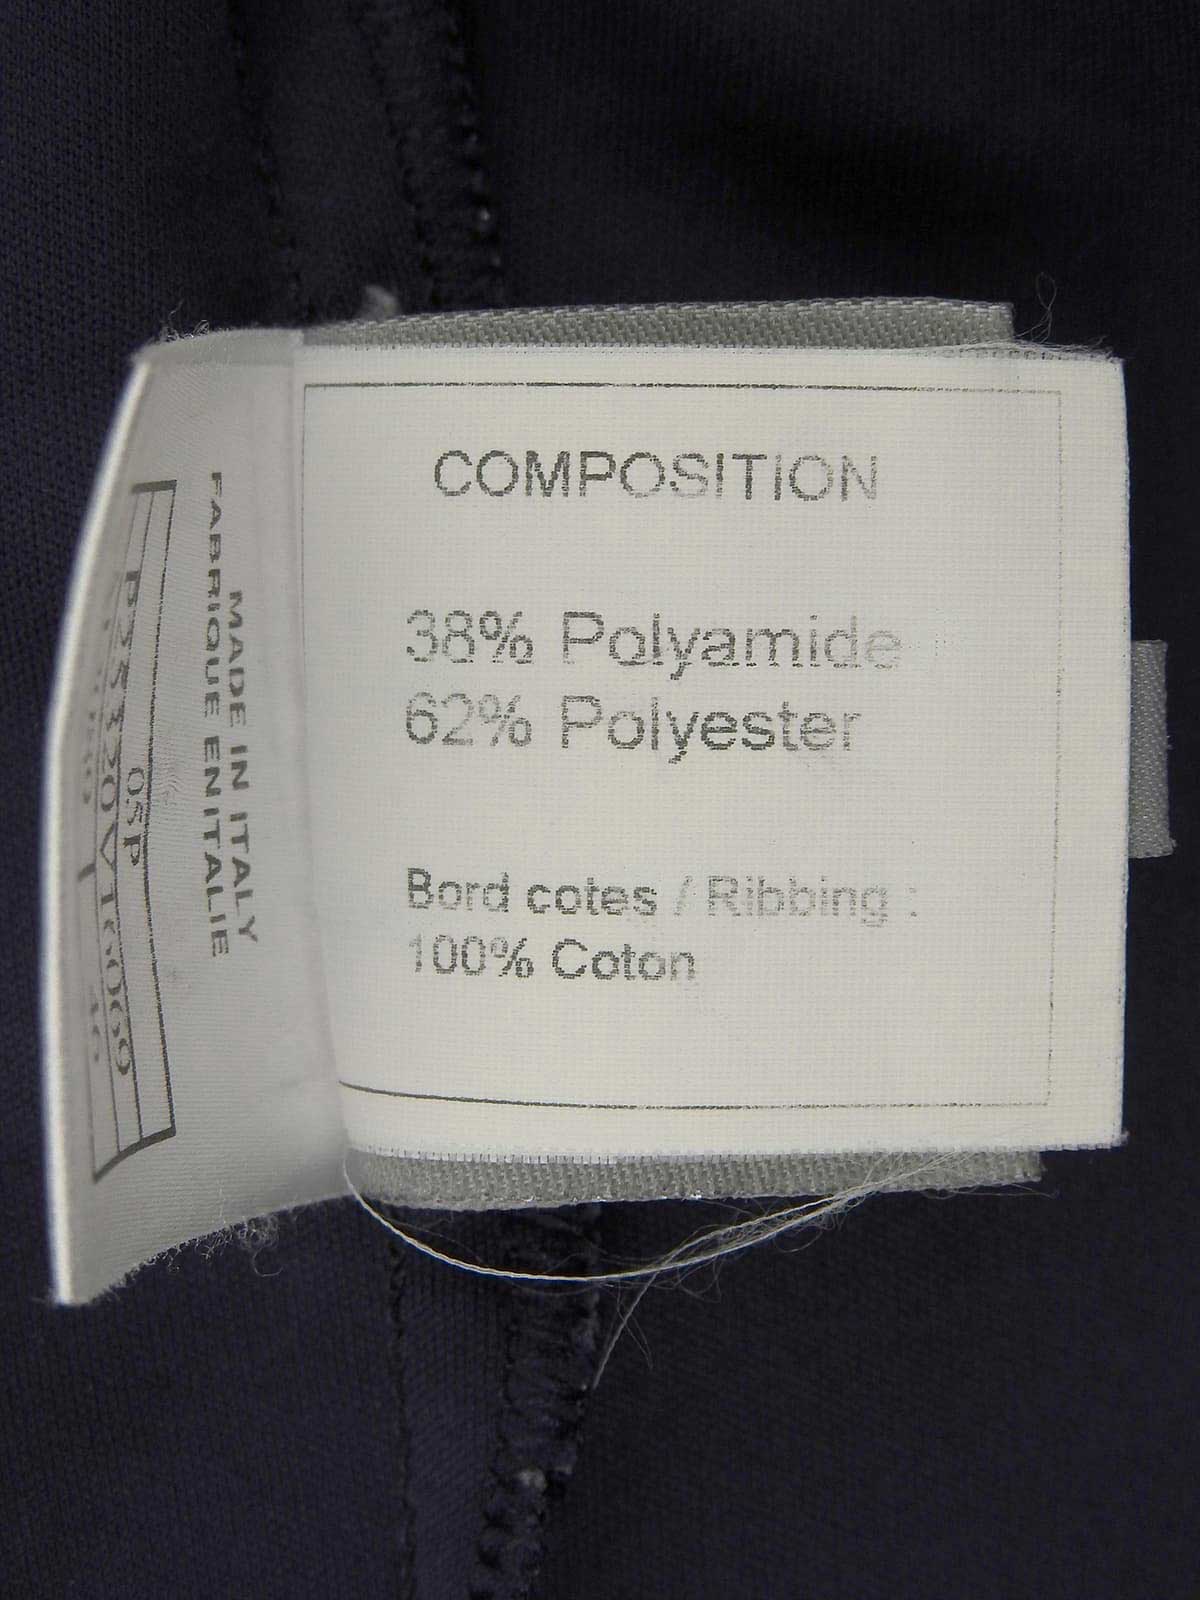 COMPOSITION
38% Polyamide
62% Polyester
Bord cotes / Ribbing :
100% Coton
MADE IN ITALY
FABRIQUE EN ITALIE
05P